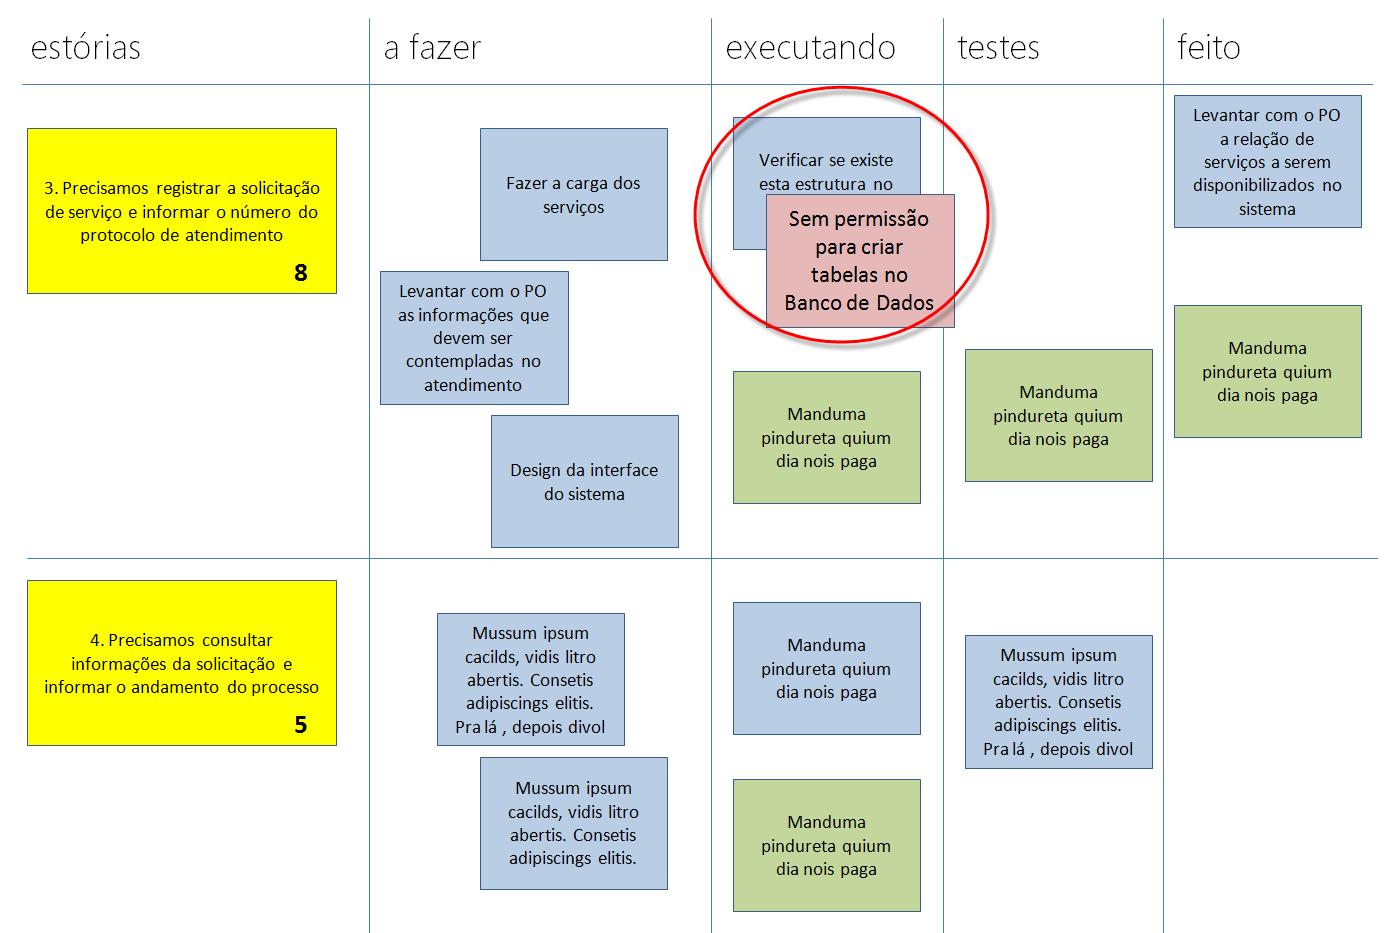 estórias
a fazer
executando
testes
feito
3. Precisamos registrar a solicitação
de serviço e informar o número do
protocolo de atendimento
8
Fazer a carga dos
serviços
Levantar com o PO
as informações que
devem ser
contempladas no
atendimento
Design da interface
do sistema
Verificar se existe
esta estrutura no
Sem permissão
para criar
tabelas no
Banco de Dados
Manduma
pindureta quium
dia nois paga
Manduma
pindureta quium
dia nois paga
Levantar com o PO
a relação de
serviços a serem
disponibilizados no
sistema
Manduma
pindureta quium
dia nois paga
4. Precisamos consultar
informações da solicitação e
informar o andamento do processo
5
Mussum ipsum
cacilds, vidis litro
abertis. Consetis
adipiscings elitis.
Pra lá , depois divol
Mussum ipsum
cacilds, vidis litro
abertis. Consetis
adipiscings elitis.
Manduma
pindureta quium
dia nois paga
Manduma
pindureta quium
dia nois paga
Mussum ipsum
cacilds, vidis litro
abertis. Consetis
adipiscings elitis.
Pra lá , depois divol